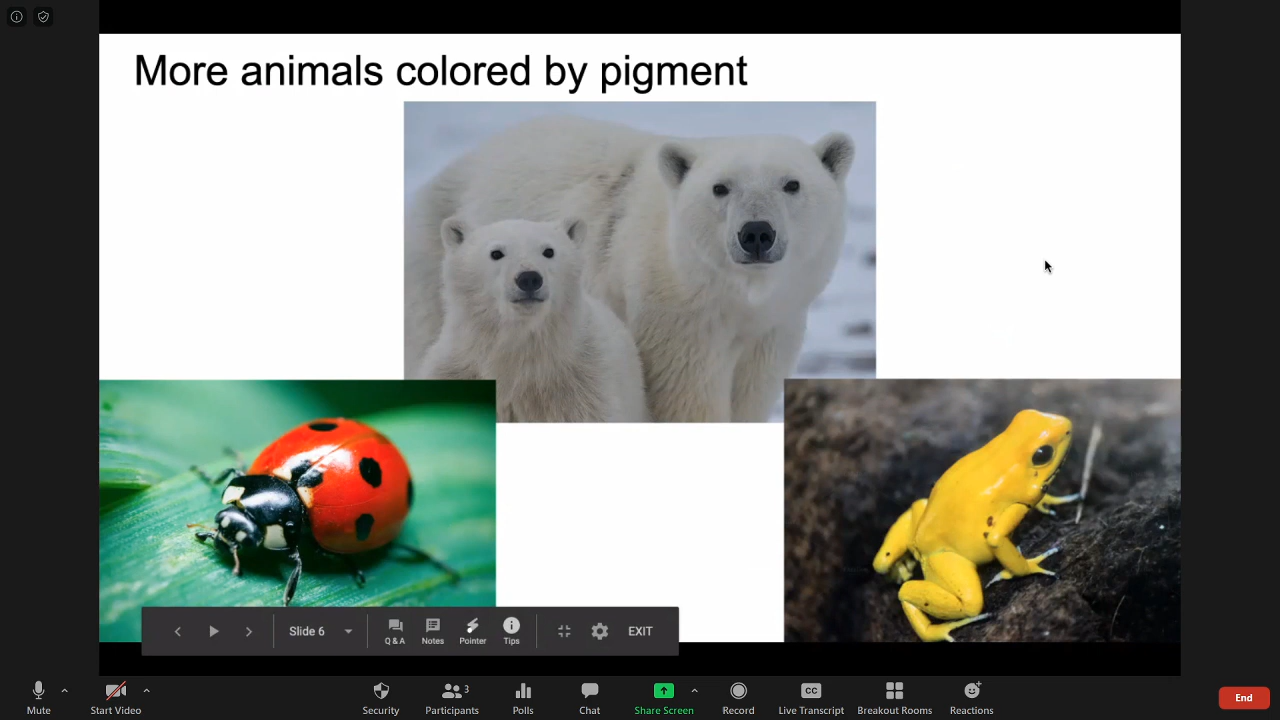 More animals colored by pigment
Slide 6
Q & A
Notes
Pointer
Tips
EXIT
Mute
Start Video
Security
3
Participants
Polls
Chat
Share Screen
Record
CC
Live Transcript
Breakout Rooms
Reactions
End